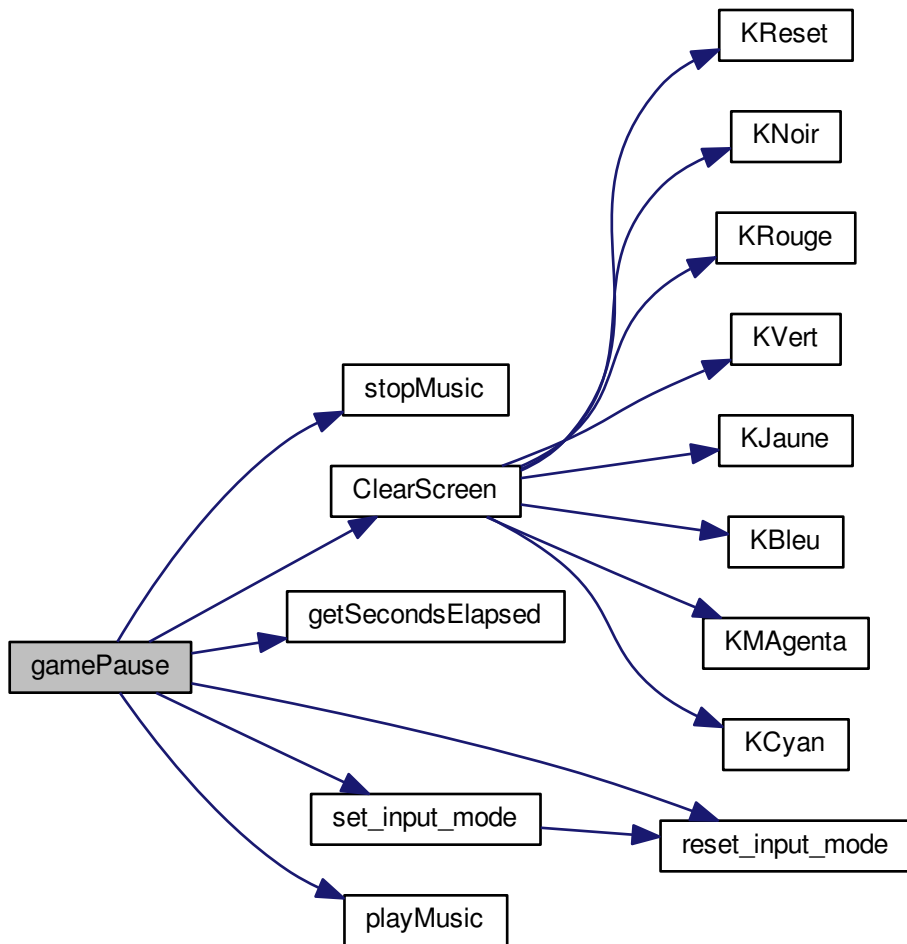 KReset
KNoir
KRouge
KVert
stopMusic
KJaune
ClearScreen
KBleu
getSecondsElapsed
KMAgenta
gamePause
KCyan
set_input_mode
reset_input_mode
playMusic